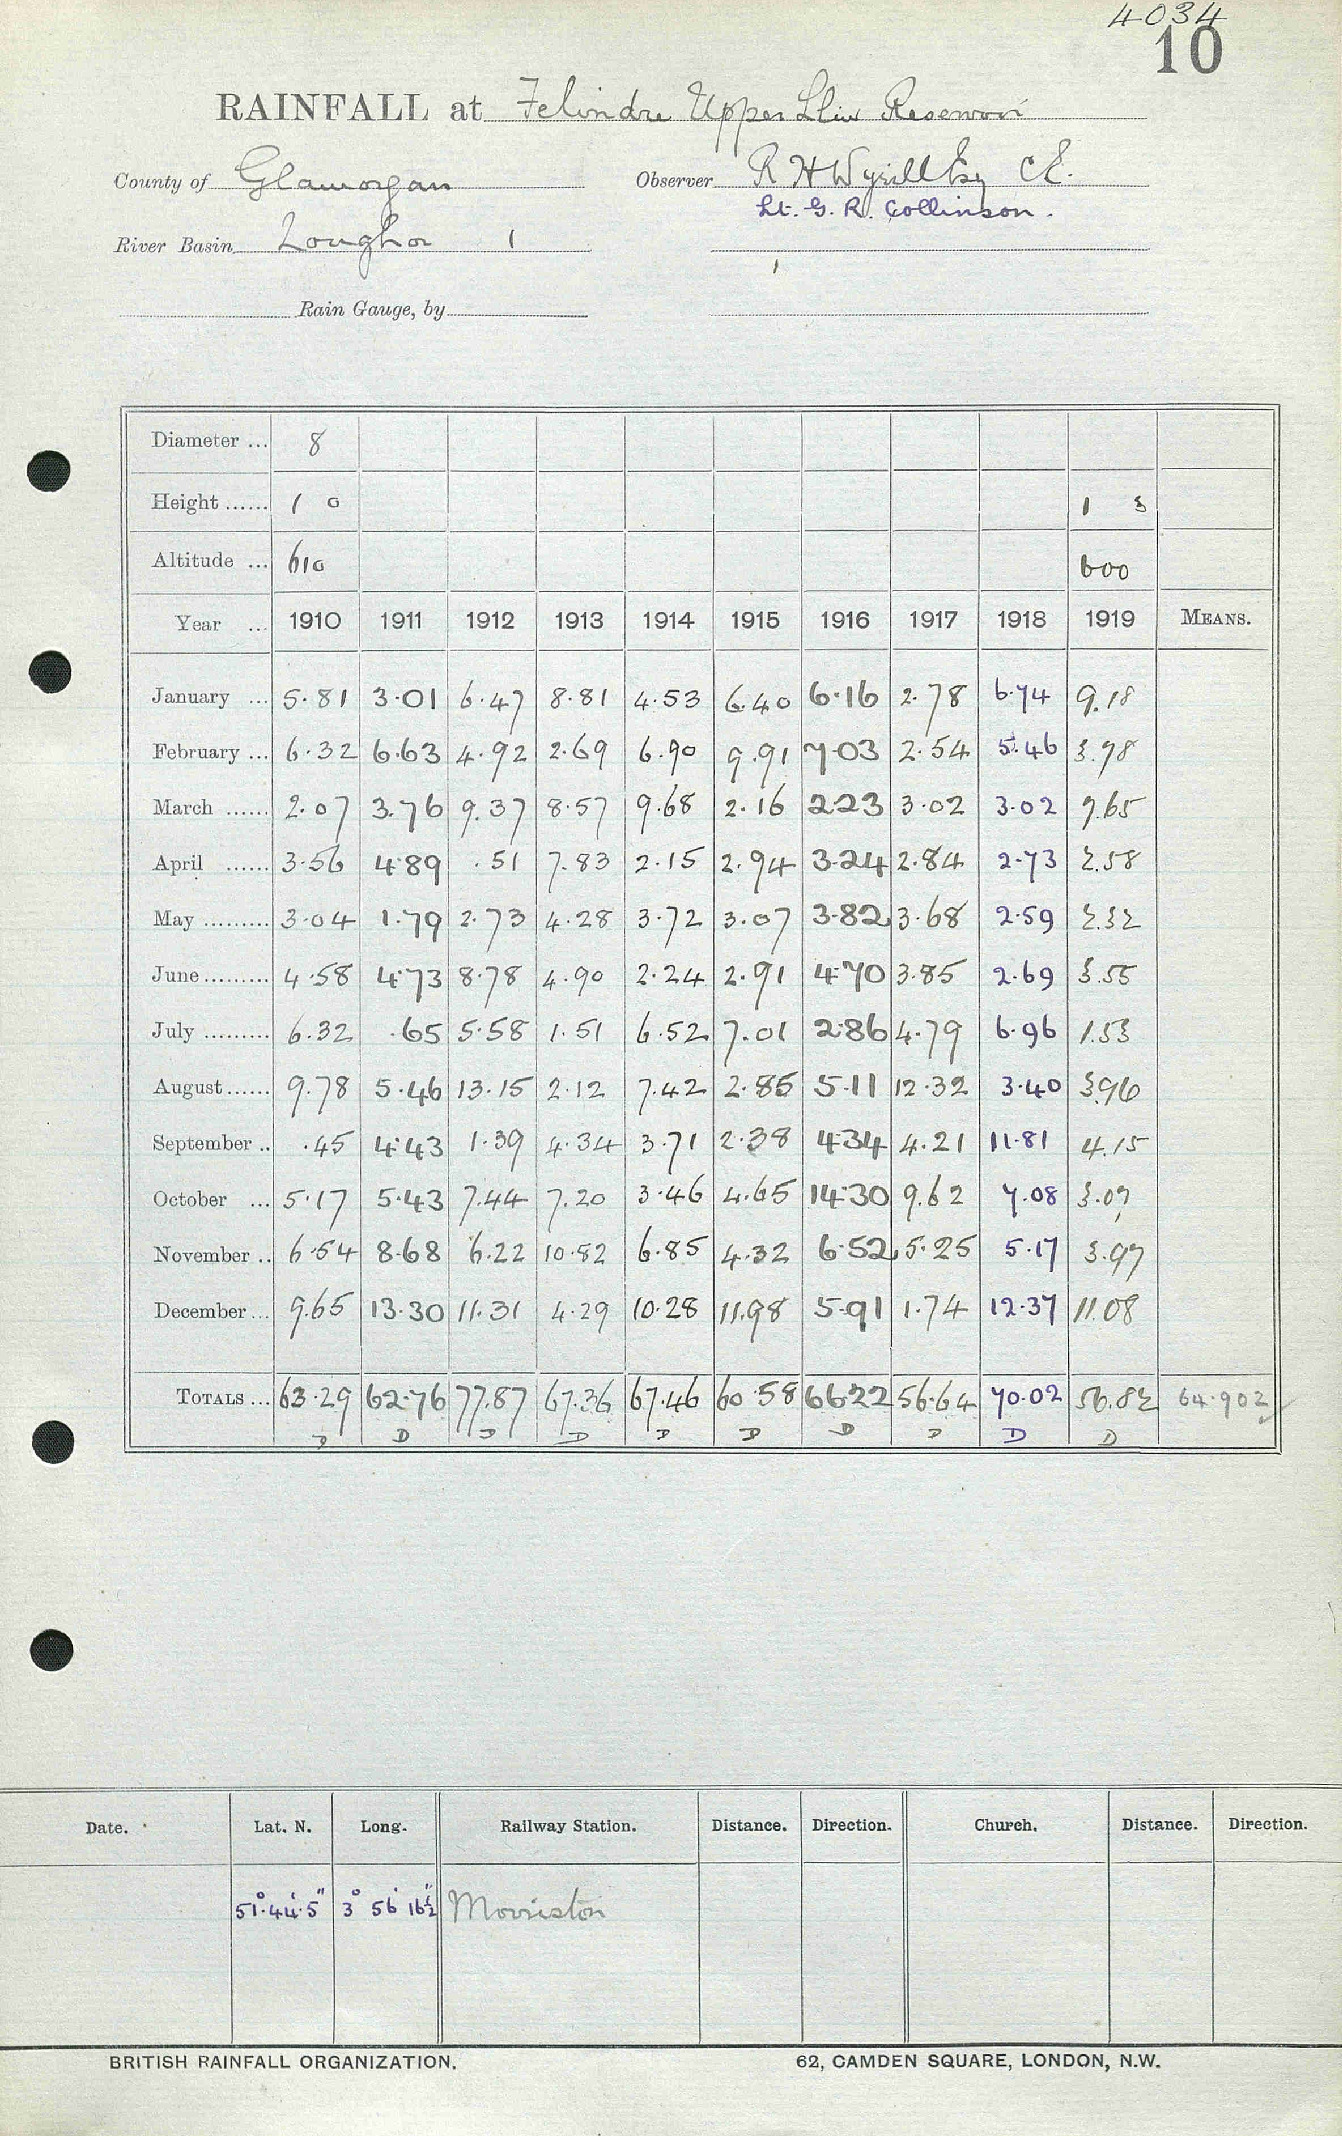 4034
10
RAINFALL at Felindre Upper Lliw Reservoir
County of Glamorgan Observer R H Wyrill Esq C.E.
Lt. G. R. Collinson.
River Basin Loughor 1
Rain Gauge, by
Diameter ... 8
Height ...... 1 0 1 3
Altitude ... 610 600
Year ... 1910 1911 1912 1913 1914 1915 1916 1917 1918 1919 MEANS.
January ... 5.81 3.01 6.47 8.81 4.53 6.40 6.16 2.78 6.74 9.18
February ... 6.32 6.63 4.92 2.69 6.90 9.91 7.03 2.54 5.46 3.78
March ...... 2.07 3.76 9.37 8.57 9.68 2.16 2.23 3.02 3.02 7.65
April ...... 3.56 4.89 .51 7.83 2.15 2.94 3.24 2.84 2.73 2.58
May ......... 3.04 1.79 2.73 4.28 3.72 3.07 3.82 3.68 2.59 2.32
June......... 4.58 4.73 8.78 4.90 2.24 2.91 4.70 3.85 2.69 3.55
July ......... 6.32 .65 5.58 1.51 6.52 7.01 2.86 4.79 6.96 1.53
August...... 9.78 5.46 13.15 2.12 7.42 2.85 5.11 12.32 3.40 3.96
September .. .45 4.43 1.39 4.34 3.71 2.38 4.34 4.21 11.81 4.15
October ... 5.17 5.43 7.44 7.20 3.46 4.65 14.30 9.62 7.08 3.07
November .. 6.54 8.68 6.22 10.82 6.85 4.32 6.52 5.25 5.17 3.97
December... 9.65 13.30 11.31 4.29 10.28 11.98 5.91 1.74 12.37 11.08
TOTALS ... 63.29 62.76 77.87 67.36 67.46 60.58 66.22 56.64 70.02 56.82 64.902
D D D D D D D D D D
Date. Lat. N. Long. Railway Station. Distance. Direction. Church. Distance. Direction.
51° 44' 5" 3° 56' 16½" Morriston
BRITISH RAINFALL ORGANIZATION. 62, CAMDEN SQUARE, LONDON, N.W.